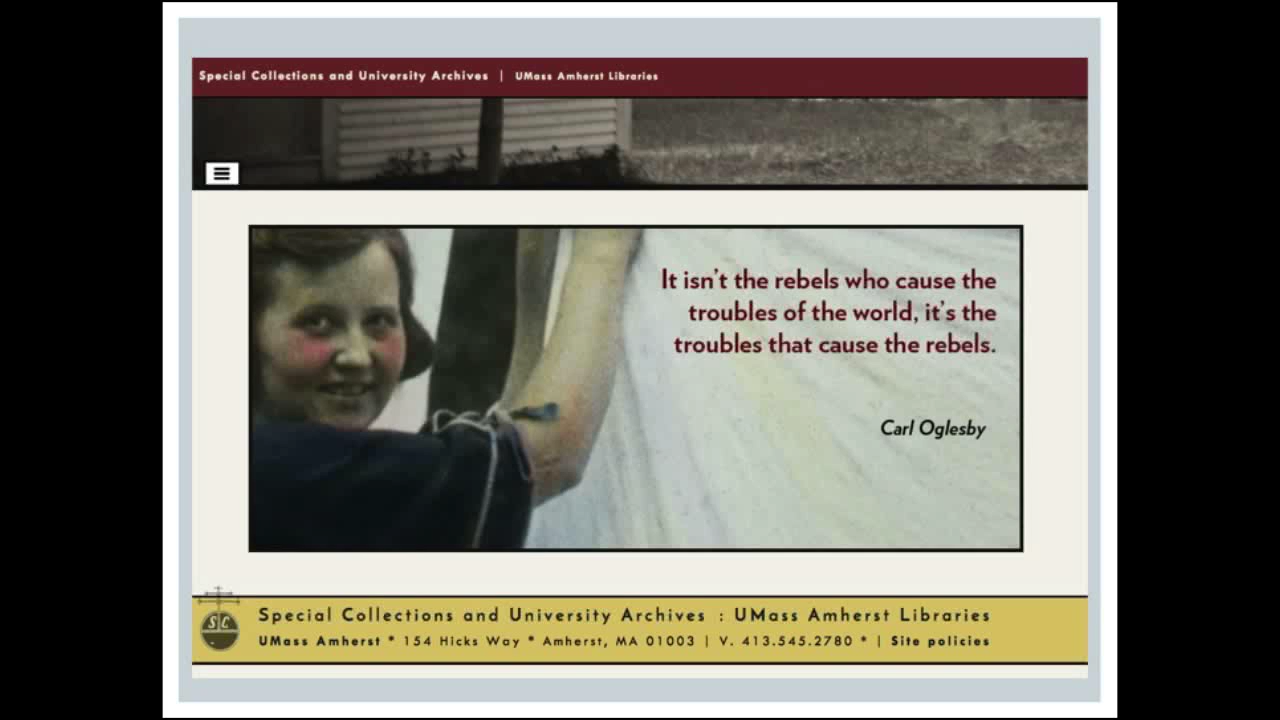 Special Collections and University Archives | UMass Amherst Libraries
It isn't the rebels who cause the
troubles of the world, it's the
troubles that cause the rebels.
Carl Oglesby
SC
Special Collections and University Archives : UMass Amherst Libraries
UMass Amherst * 154 Hicks Way * Amherst, MA 01003 | V. 413.545.2780 * | Site policies